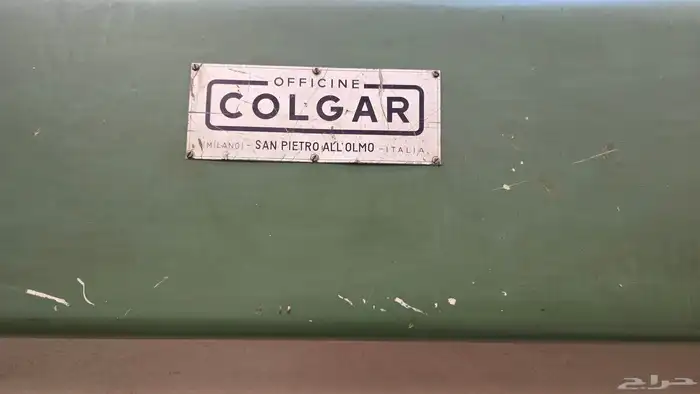 OFFICINE
COLGAR
(MILANO) - SAN PIETRO ALL'OLMO - ITALIA
حراج